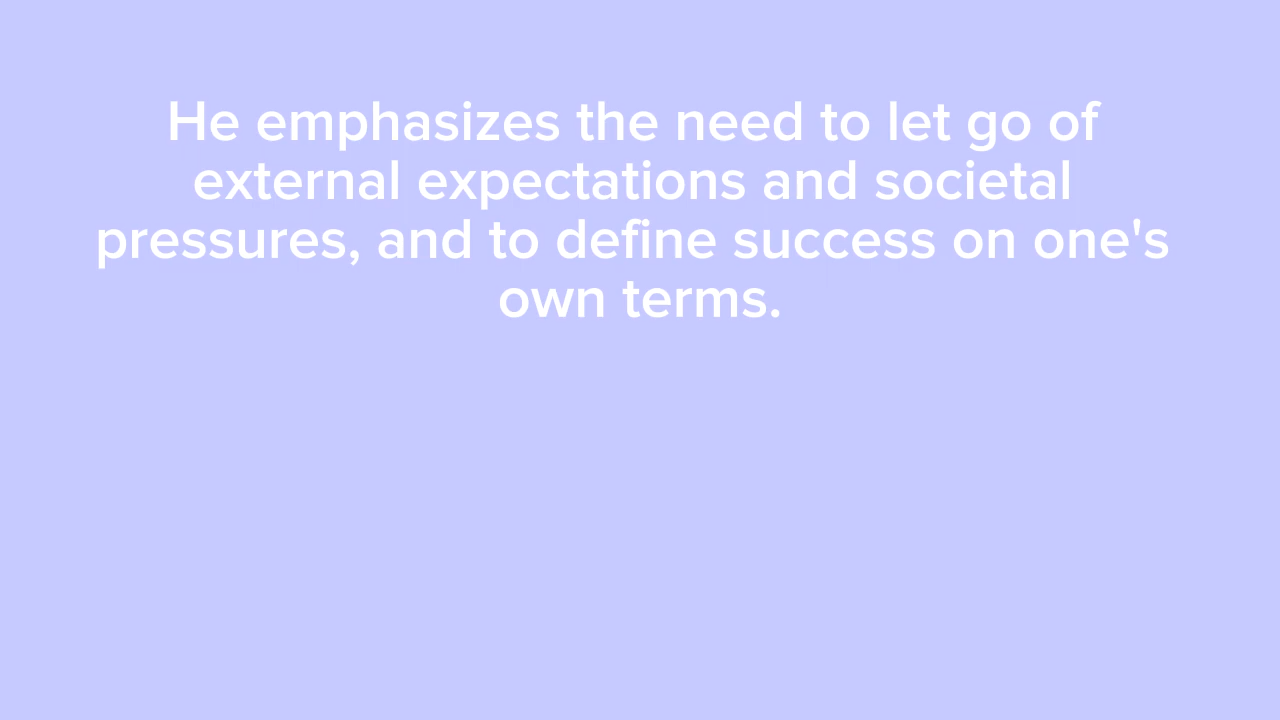 He emphasizes the need to let go of
external expectations and societal
pressures, and to define success on one's
own terms.